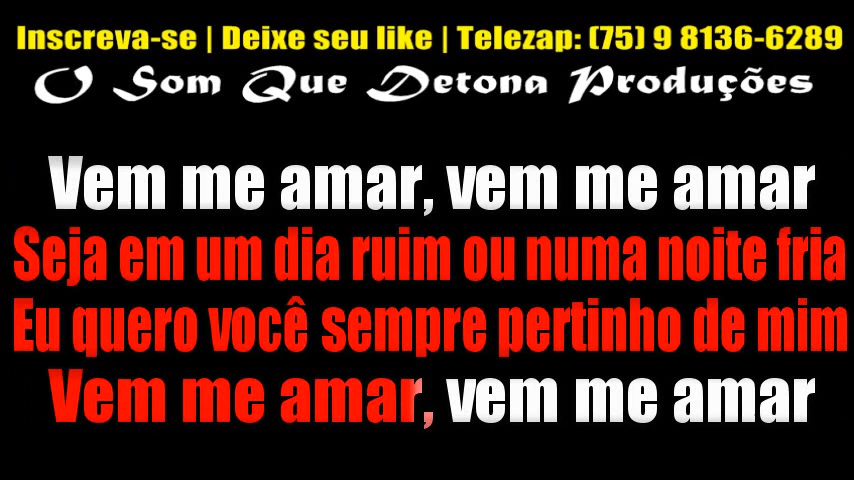 Inscreva-se | Deixe seu like | Telezap: (75) 9 8136-6289
O Som Que Detona Produções
Vem me amar, vem me amar
Seja em um dia ruim ou numa noite fria
Eu quero você sempre pertinho de mim
Vem me amar, vem me amar